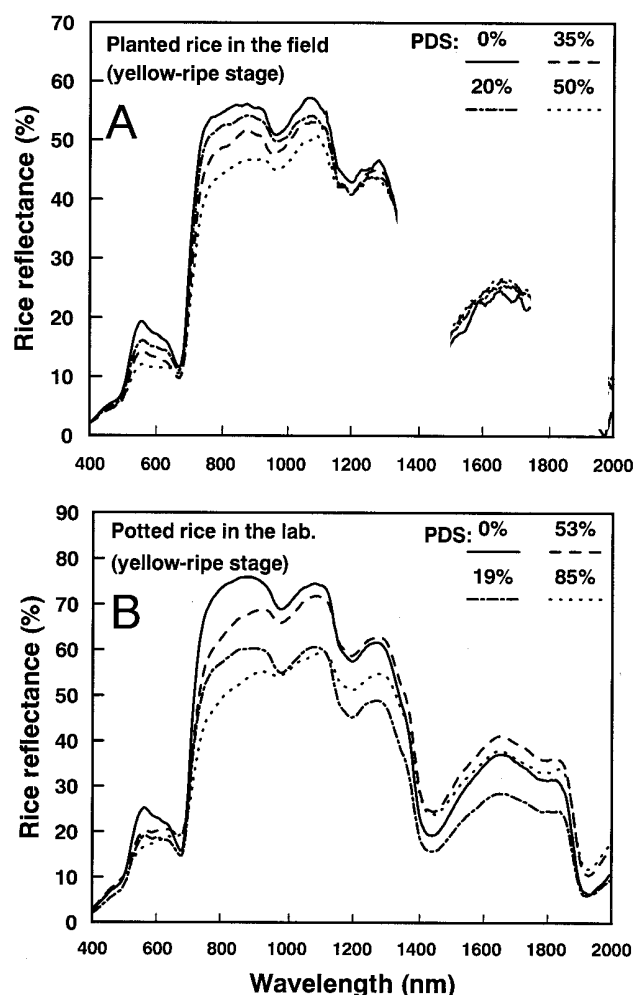 Planted rice in the field
(yellow-ripe stage)
PDS: 0% 35%
20% 50%
A
Rice reflectance (%)
70
60
50
40
30
20
10
0
400 600 800 1000 1200 1400 1600 1800 2000
Potted rice in the lab.
(yellow-ripe stage)
PDS: 0% 53%
19% 85%
B
Rice reflectance (%)
90
80
70
60
50
40
30
20
10
0
400 600 800 1000 1200 1400 1600 1800 2000
Wavelength (nm)